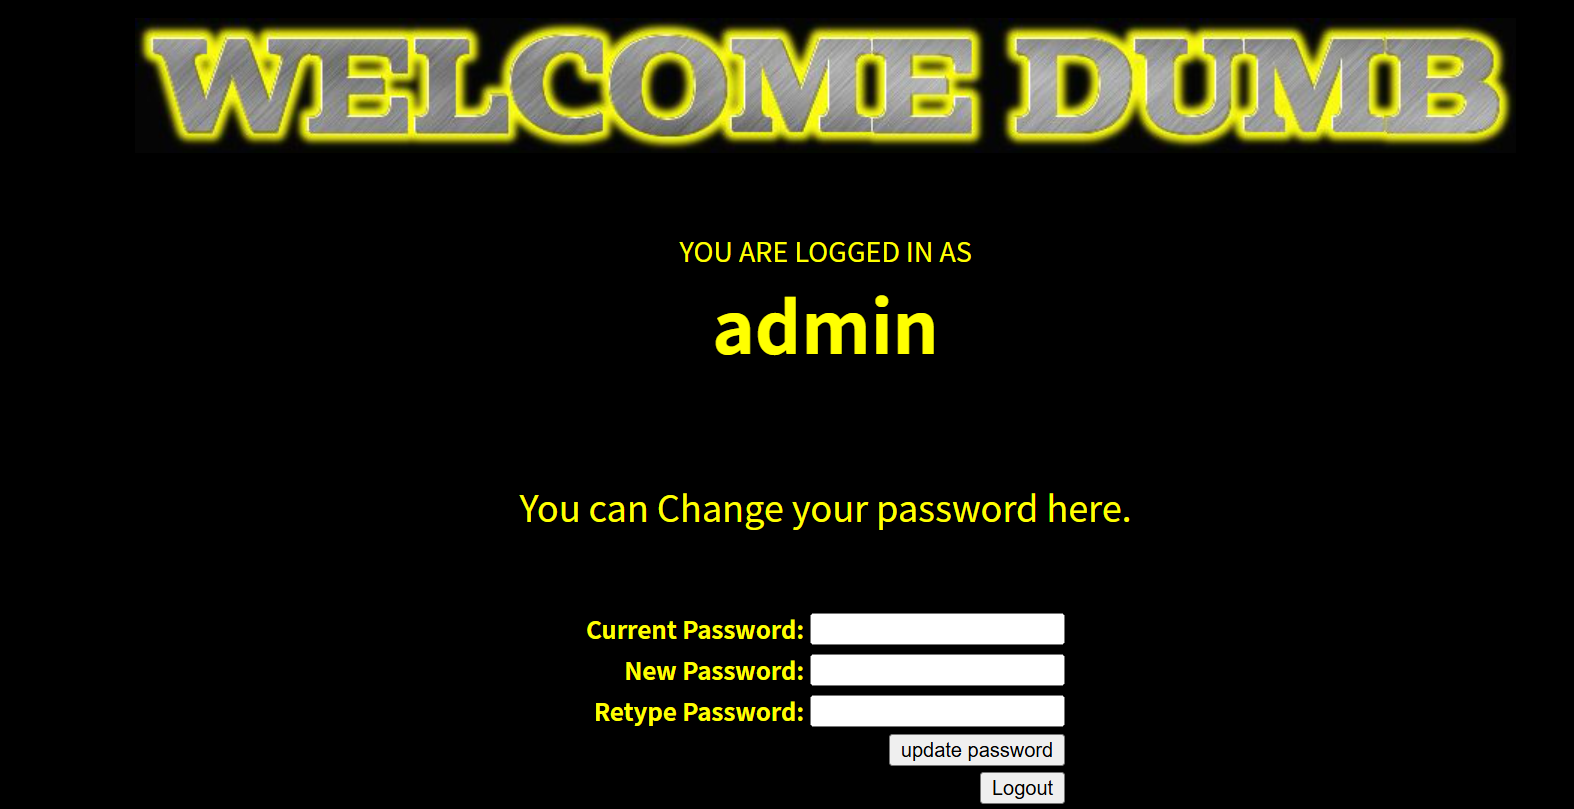 WELCOME DUMB
YOU ARE LOGGED IN AS
admin
You can Change your password here.
Current Password:
New Password:
Retype Password:
update password
Logout